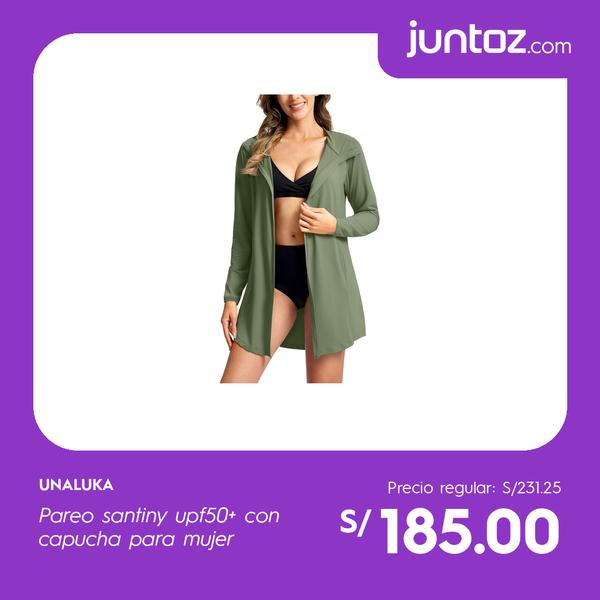 juntoz.com
UNALUKA
Pareo santiny upf50+ con
capucha para mujer
Precio regular: S/231.25
S/185.00